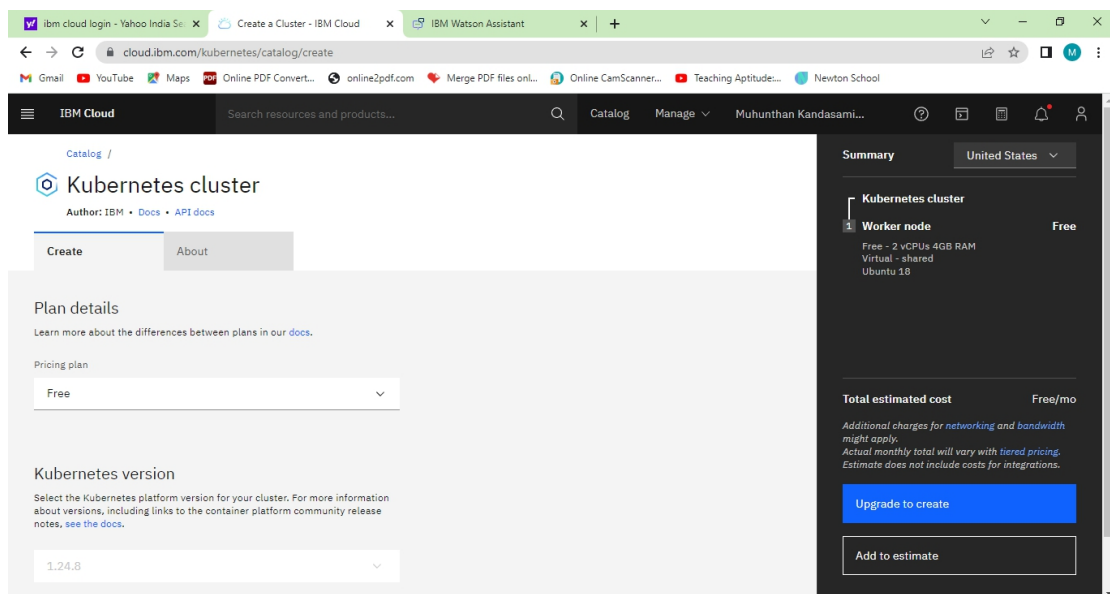 ibm cloud login - Yahoo India Se
Create a Cluster - IBM Cloud
IBM Watson Assistant
cloud.ibm.com/kubernetes/catalog/create
M
Gmail
YouTube
Maps
Online PDF Convert...
online2pdf.com
Merge PDF files onl...
Online CamScanner...
Teaching Aptitude:...
Newton School
IBM Cloud
Search resources and products...
Catalog
Manage
Muhunthan Kandasami...
Catalog /
Kubernetes cluster
Author: IBM • Docs • API docs
Create
About
Plan details
Learn more about the differences between plans in our docs.
Pricing plan
Free
Kubernetes version
Select the Kubernetes platform version for your cluster. For more information
about versions, including links to the container platform community release
notes, see the docs.
1.24.8
Summary
United States
Kubernetes cluster
1 Worker node Free
Free - 2 vCPUs 4GB RAM
Virtual - shared
Ubuntu 18
Total estimated cost Free/mo
Additional charges for networking and bandwidth
might apply.
Actual monthly total will vary with tiered pricing.
Estimate does not include costs for integrations.
Upgrade to create
Add to estimate